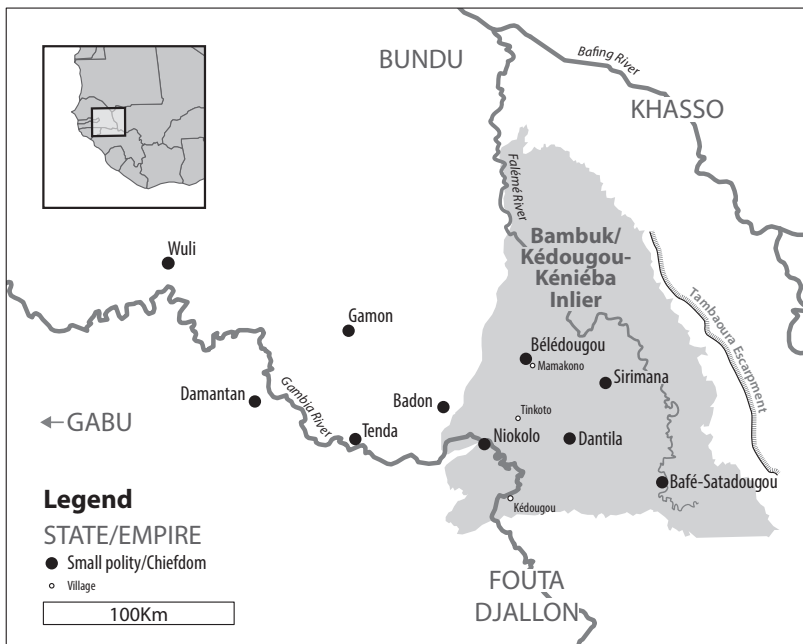 BUNDU
Bafing River
KHASSO
Falémé River
Bambuk/
Kédougou-
Kéniéba
Inlier
Tambaoura Escarpment
Wuli
Gamon
Bélédougou
Mamakono
Sirimana
Damantan
Gambia River
Badon
Tinkoto
← GABU
Tenda
Niokolo
Dantila
Bafé-Satadougou
Kédougou
Legend
STATE/EMPIRE
Small polity/Chiefdom
Village
100Km
FOUTA
DJALLON